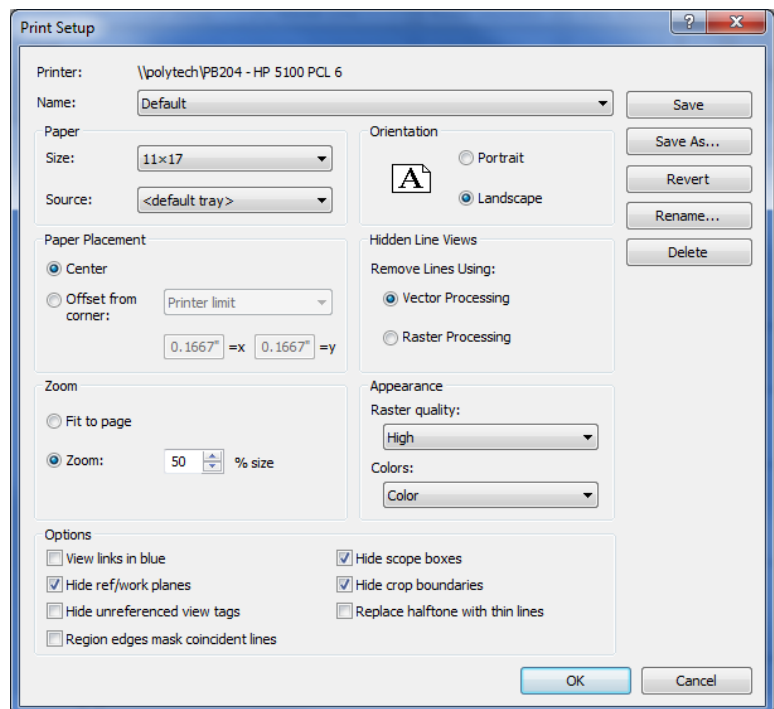 Print Setup
Printer: \\polytech\PB204 - HP 5100 PCL 6
Name: Default
Save
Save As...
Revert
Rename...
Delete
Paper
Size: 11×17
Source: <default tray>
Orientation
A
Portrait
Landscape
Paper Placement
Center
Offset from
corner:
Printer limit
0.1667" =x 0.1667" =y
Hidden Line Views
Remove Lines Using:
Vector Processing
Raster Processing
Zoom
Fit to page
Zoom: 50 % size
Appearance
Raster quality:
High
Colors:
Color
Options
View links in blue
Hide ref/work planes
Hide unreferenced view tags
Region edges mask coincident lines
Hide scope boxes
Hide crop boundaries
Replace halftone with thin lines
OK Cancel